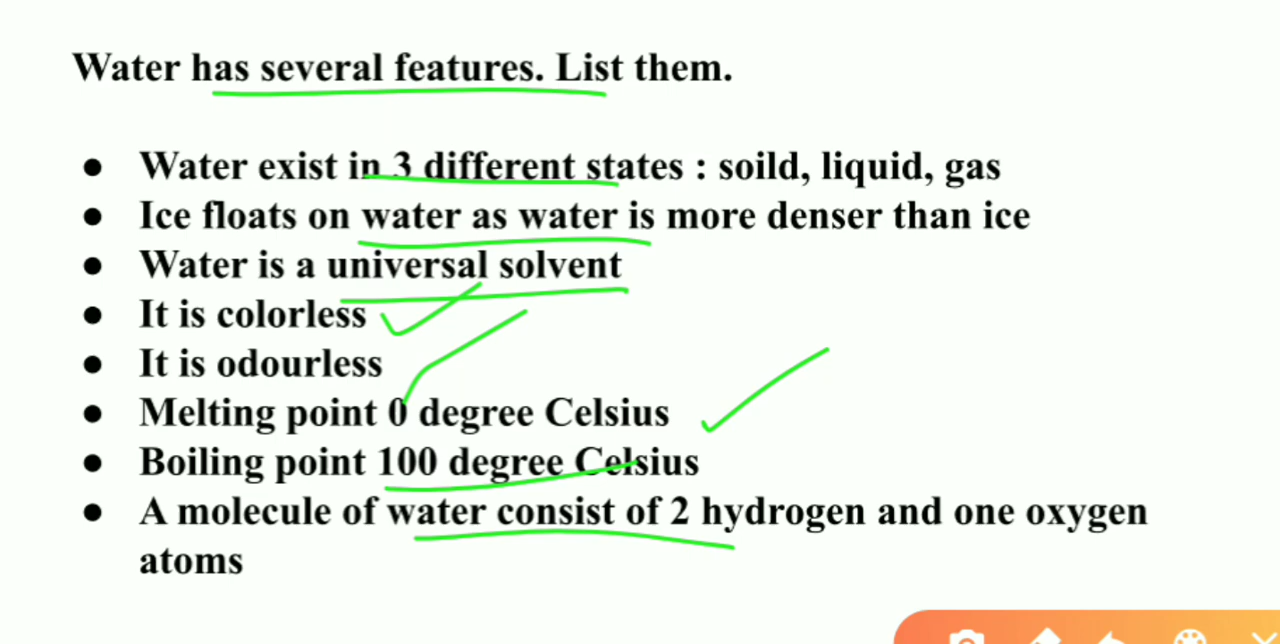 Water has several features. List them.
● Water exist in 3 different states : soild, liquid, gas
● Ice floats on water as water is more denser than ice
● Water is a universal solvent
● It is colorless
● It is odourless
● Melting point 0 degree Celsius
● Boiling point 100 degree Celsius
● A molecule of water consist of 2 hydrogen and one oxygen
atoms